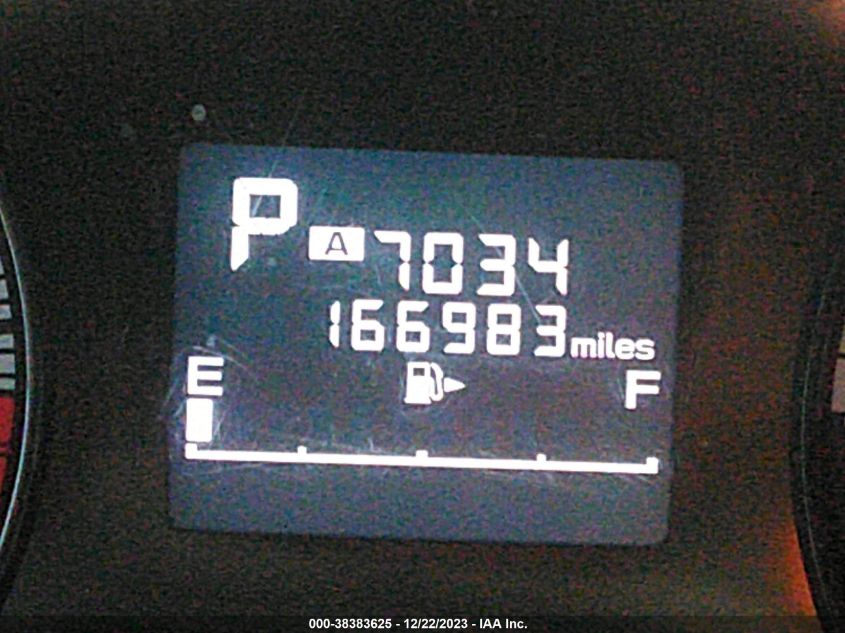 P
A 7034
166983 miles
E F
000-38383625 - 12/22/2023 - IAA Inc.